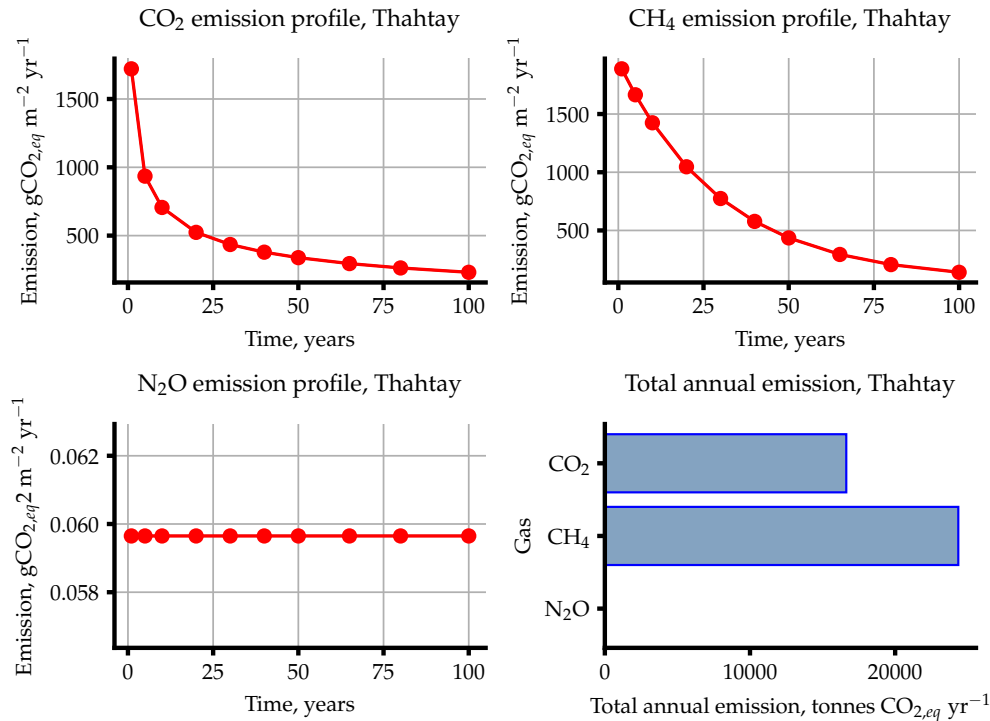 CO₂ emission profile, Thahtay
Emission, gCO₂,eq m⁻² yr⁻¹
1500
1000
500
0 25 50 75 100
Time, years
CH₄ emission profile, Thahtay
Emission, gCO₂,eq m⁻² yr⁻¹
1500
1000
500
0 25 50 75 100
Time, years
N₂O emission profile, Thahtay
Emission, gCO₂,eq2 m⁻² yr⁻¹
0.062
0.060
0.058
0 25 50 75 100
Time, years
Total annual emission, Thahtay
Gas
CO₂
CH₄
N₂O
0 10000 20000
Total annual emission, tonnes CO₂,eq yr⁻¹